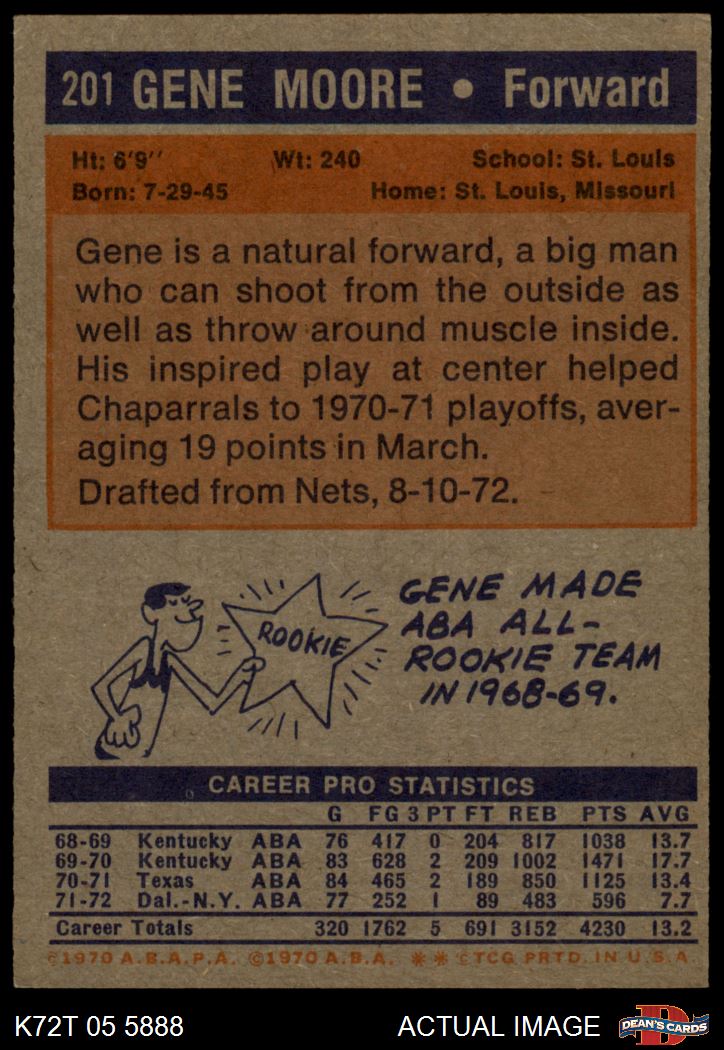 201 GENE MOORE • Forward
Ht: 6'9'' Wt: 240 School: St. Louis
Born: 7-29-45 Home: St. Louis, Missouri
Gene is a natural forward, a big man
who can shoot from the outside as
well as throw around muscle inside.
His inspired play at center helped
Chaparrals to 1970-71 playoffs, aver-
aging 19 points in March.
Drafted from Nets, 8-10-72.
ROOKIE
GENE MADE
ABA ALL-
ROOKIE TEAM
IN 1968-69.
CAREER PRO STATISTICS
G FG 3 PT FT REB PTS AVG
68-69 Kentucky ABA 76 417 0 204 817 1038 13.7
69-70 Kentucky ABA 83 628 2 209 1002 1471 17.7
70-71 Texas ABA 84 465 2 189 850 1125 13.4
71-72 Dal.-N.Y. ABA 77 252 1 89 483 596 7.7
Career Totals 320 1762 5 691 3152 4230 13.2
©1970 A.B.A.P.A. ©1970 A.B.A. ** ©TCG PRTD. IN U.S.A.
K72T 05 5888 ACTUAL IMAGE D DEAN'S CARDS